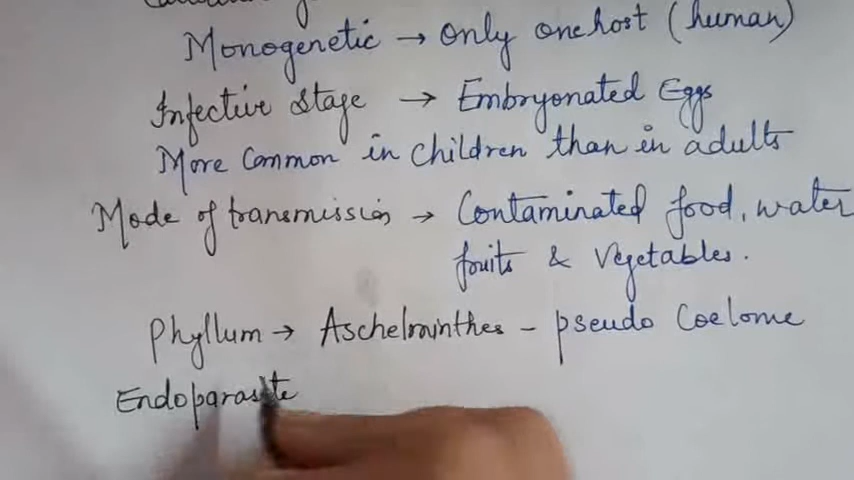 Monogenetic → only one host (human)
Infective stage → Embryonated Eggs
More Common in children than in adults
Mode of transmission → Contaminated food, water
fruits & Vegetables.
Phyllum → Aschelminthes - pseudo Coelome
Endoparasite